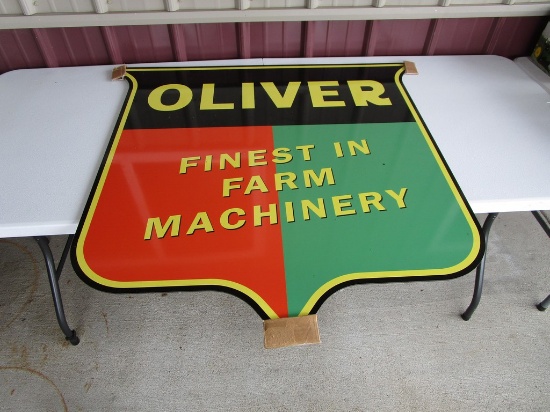 OLIVER
FINEST IN
FARM
MACHINERY